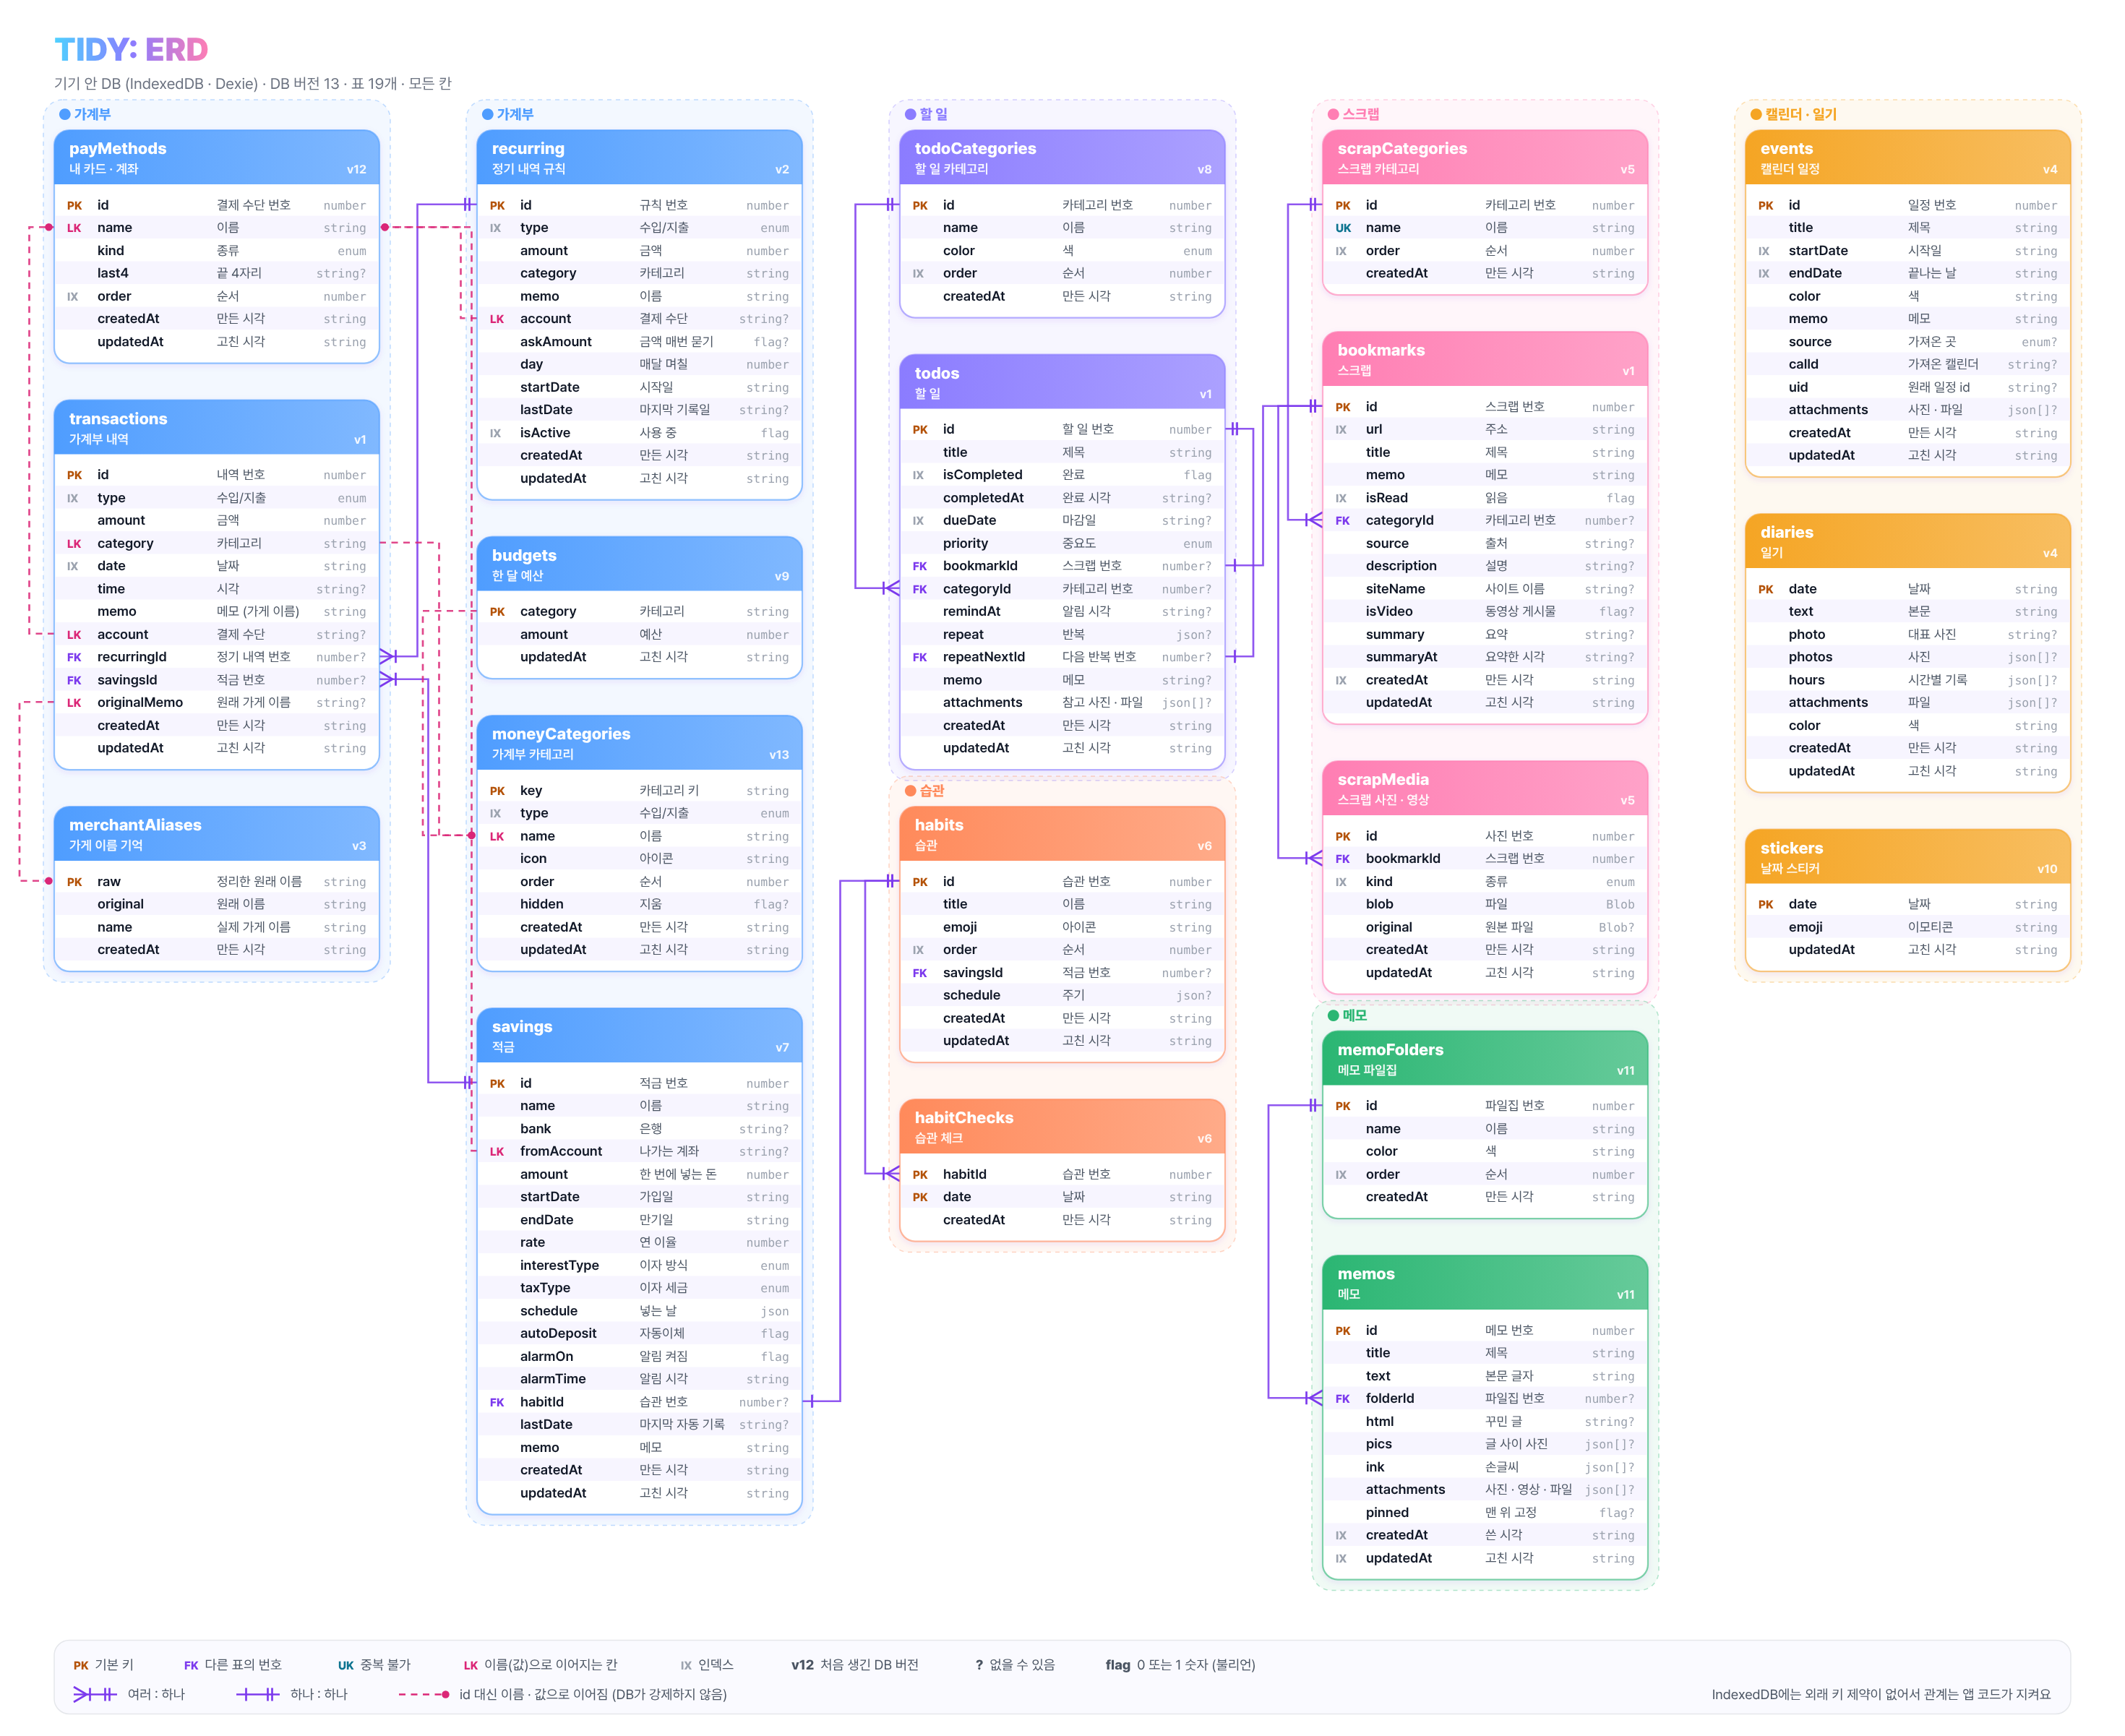 TIDY: ERD
기기 안 DB (IndexedDB · Dexie) · DB 버전 13 · 표 19개 · 모든 칸
가계부
payMethods
내 카드 · 계좌 v12
PK id 결제 수단 번호 number
LK name 이름 string
kind 종류 enum
last4 끝 4자리 string?
IX order 순서 number
createdAt 만든 시각 string
updatedAt 고친 시각 string
transactions
가계부 내역 v1
PK id 내역 번호 number
IX type 수입/지출 enum
amount 금액 number
LK category 카테고리 string
IX date 날짜 string
time 시각 string?
memo 메모 (가게 이름) string
LK account 결제 수단 string?
FK recurringId 정기 내역 번호 number?
FK savingsId 적금 번호 number?
LK originalMemo 원래 가게 이름 string?
createdAt 만든 시각 string
updatedAt 고친 시각 string
merchantAliases
가게 이름 기억 v3
PK raw 정리한 원래 이름 string
original 원래 이름 string
name 실제 가게 이름 string
createdAt 만든 시각 string
가계부
recurring
정기 내역 규칙 v2
PK id 규칙 번호 number
IX type 수입/지출 enum
amount 금액 number
category 카테고리 string
memo 이름 string
LK account 결제 수단 string?
askAmount 금액 매번 묻기 flag?
day 매달 며칠 number
startDate 시작일 string
lastDate 마지막 기록일 string?
IX isActive 사용 중 flag
createdAt 만든 시각 string
updatedAt 고친 시각 string
budgets
한 달 예산 v9
PK category 카테고리 string
amount 예산 number
updatedAt 고친 시각 string
moneyCategories
가계부 카테고리 v13
PK key 카테고리 키 string
IX type 수입/지출 enum
LK name 이름 string
icon 아이콘 string
order 순서 number
hidden 지움 flag?
createdAt 만든 시각 string
updatedAt 고친 시각 string
savings
적금 v7
PK id 적금 번호 number
name 이름 string
bank 은행 string?
LK fromAccount 나가는 계좌 string?
amount 한 번에 넣는 돈 number
startDate 가입일 string
endDate 만기일 string
rate 연 이율 number
interestType 이자 방식 enum
taxType 이자 세금 enum
schedule 넣는 날 json
autoDeposit 자동이체 flag
alarmOn 알림 켜짐 flag
alarmTime 알림 시각 string
FK habitId 습관 번호 number?
lastDate 마지막 자동 기록 string?
memo 메모 string
createdAt 만든 시각 string
updatedAt 고친 시각 string
할 일
todoCategories
할 일 카테고리 v8
PK id 카테고리 번호 number
name 이름 string
color 색 enum
IX order 순서 number
createdAt 만든 시각 string
todos
할 일 v1
PK id 할 일 번호 number
title 제목 string
IX isCompleted 완료 flag
completedAt 완료 시각 string?
IX dueDate 마감일 string?
priority 중요도 enum
FK bookmarkId 스크랩 번호 number?
FK categoryId 카테고리 번호 number?
remindAt 알림 시각 string?
repeat 반복 json?
FK repeatNextId 다음 반복 번호 number?
memo 메모 string?
attachments 참고 사진 · 파일 json[]?
createdAt 만든 시각 string
updatedAt 고친 시각 string
습관
habits
습관 v6
PK id 습관 번호 number
title 이름 string
emoji 아이콘 string
IX order 순서 number
FK savingsId 적금 번호 number?
schedule 주기 json?
createdAt 만든 시각 string
updatedAt 고친 시각 string
habitChecks
습관 체크 v6
PK habitId 습관 번호 number
PK date 날짜 string
createdAt 만든 시각 string
스크랩
scrapCategories
스크랩 카테고리 v5
PK id 카테고리 번호 number
UK name 이름 string
IX order 순서 number
createdAt 만든 시각 string
bookmarks
스크랩 v1
PK id 스크랩 번호 number
IX url 주소 string
title 제목 string
memo 메모 string
IX isRead 읽음 flag
FK categoryId 카테고리 번호 number?
source 출처 string?
description 설명 string?
siteName 사이트 이름 string?
isVideo 동영상 게시물 flag?
summary 요약 string?
summaryAt 요약한 시각 string?
IX createdAt 만든 시각 string
updatedAt 고친 시각 string
scrapMedia
스크랩 사진 · 영상 v5
PK id 사진 번호 number
FK bookmarkId 스크랩 번호 number
IX kind 종류 enum
blob 파일 Blob
original 원본 파일 Blob?
createdAt 만든 시각 string
updatedAt 고친 시각 string
메모
memoFolders
메모 파일집 v11
PK id 파일집 번호 number
name 이름 string
color 색 string
IX order 순서 number
createdAt 만든 시각 string
memos
메모 v11
PK id 메모 번호 number
title 제목 string
text 본문 글자 string
FK folderId 파일집 번호 number?
html 꾸민 글 string?
pics 글 사이 사진 json[]?
ink 손글씨 json[]?
attachments 사진 · 영상 · 파일 json[]?
pinned 맨 위 고정 flag?
IX createdAt 쓴 시각 string
IX updatedAt 고친 시각 string
캘린더 · 일기
events
캘린더 일정 v4
PK id 일정 번호 number
title 제목 string
IX startDate 시작일 string
IX endDate 끝나는 날 string
color 색 string
memo 메모 string
source 가져온 곳 enum?
calId 가져온 캘린더 string?
uid 원래 일정 id string?
attachments 사진 · 파일 json[]?
createdAt 만든 시각 string
updatedAt 고친 시각 string
diaries
일기 v4
PK date 날짜 string
text 본문 string
photo 대표 사진 string?
photos 사진 json[]?
hours 시간별 기록 json[]?
attachments 파일 json[]?
color 색 string
createdAt 만든 시각 string
updatedAt 고친 시각 string
stickers
날짜 스티커 v10
PK date 날짜 string
emoji 이모티콘 string
updatedAt 고친 시각 string
PK 기본 키 FK 다른 표의 번호 UK 중복 불가 LK 이름(값)으로 이어지는 칸 IX 인덱스 v12 처음 생긴 DB 버전 ? 없을 수 있음 flag 0 또는 1 숫자 (불리언)
여러 : 하나 하나 : 하나 id 대신 이름 · 값으로 이어짐 (DB가 강제하지 않음) IndexedDB에는 외래 키 제약이 없어서 관계는 앱 코드가 지켜요